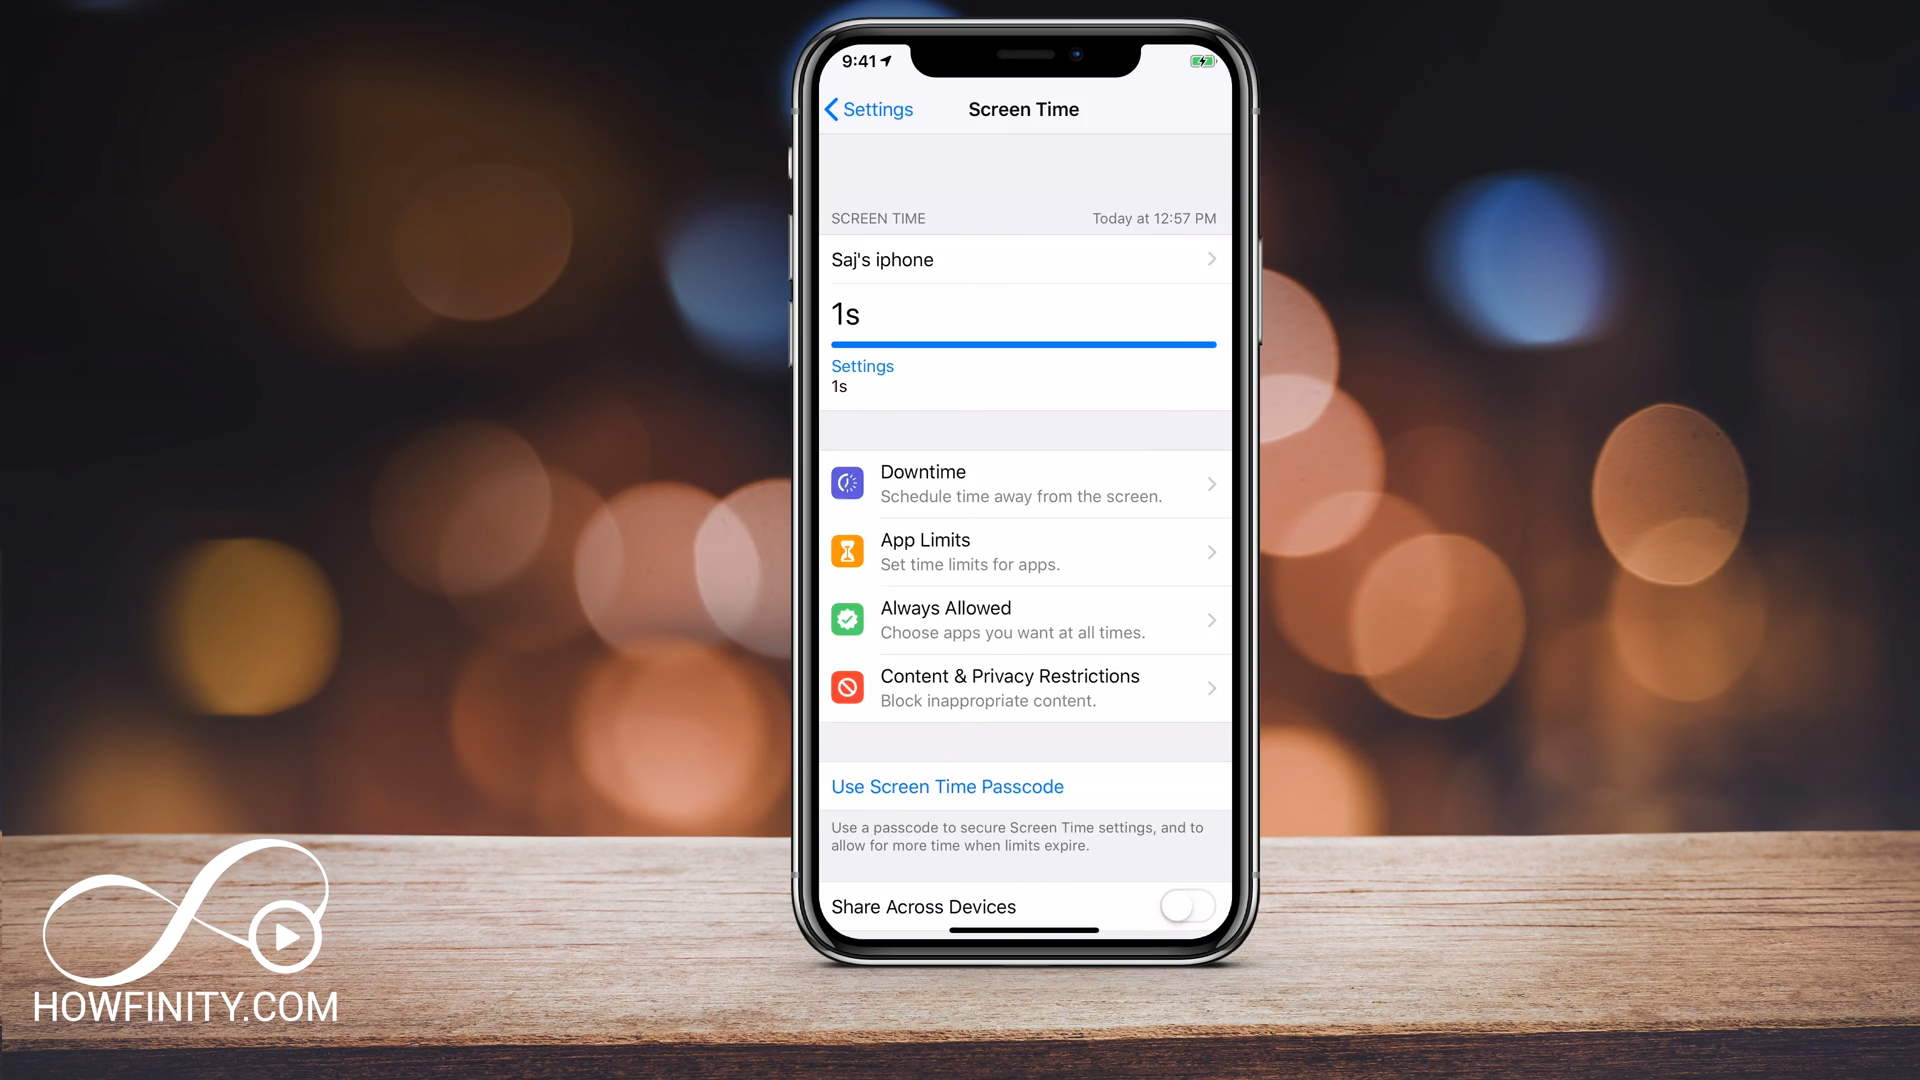 9:41
Settings
Screen Time
SCREEN TIME
Today at 12:57 PM
Saj's iphone
1s
Settings
1s
Downtime
Schedule time away from the screen.
App Limits
Set time limits for apps.
Always Allowed
Choose apps you want at all times.
Content & Privacy Restrictions
Block inappropriate content.
Use Screen Time Passcode
Use a passcode to secure Screen Time settings, and to
allow for more time when limits expire.
Share Across Devices
HOWFINITY.COM